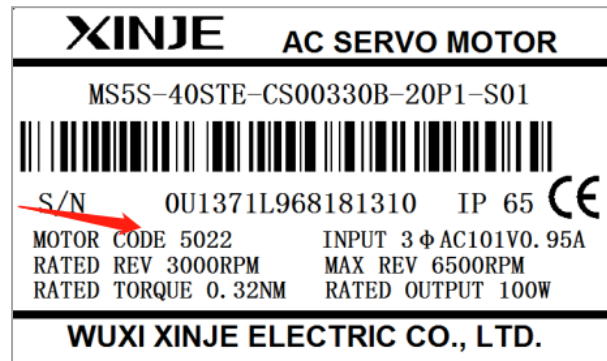 XINJE AC SERVO MOTOR
MS5S-40STE-CS00330B-20P1-S01
S/N 0U1371L968181310 IP 65 CE
MOTOR CODE 5022 INPUT 3ΦAC101V0.95A
RATED REV 3000RPM MAX REV 6500RPM
RATED TORQUE 0.32NM RATED OUTPUT 100W
WUXI XINJE ELECTRIC CO., LTD.